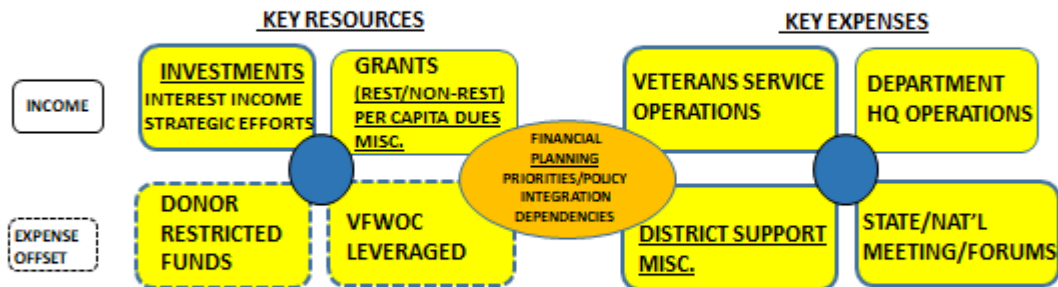 KEY RESOURCES
KEY EXPENSES
INCOME
INVESTMENTS
INTEREST INCOME
STRATEGIC EFFORTS
GRANTS
(REST/NON-REST)
PER CAPITA DUES
MISC.
VETERANS SERVICE
OPERATIONS
DEPARTMENT
HQ OPERATIONS
FINANCIAL
PLANNING
PRIORITIES/POLICY
INTEGRATION
DEPENDENCIES
EXPENSE
OFFSET
DONOR
RESTRICTED
FUNDS
VFWOC
LEVERAGED
DISTRICT SUPPORT
MISC.
STATE/NAT'L
MEETING/FORUMS